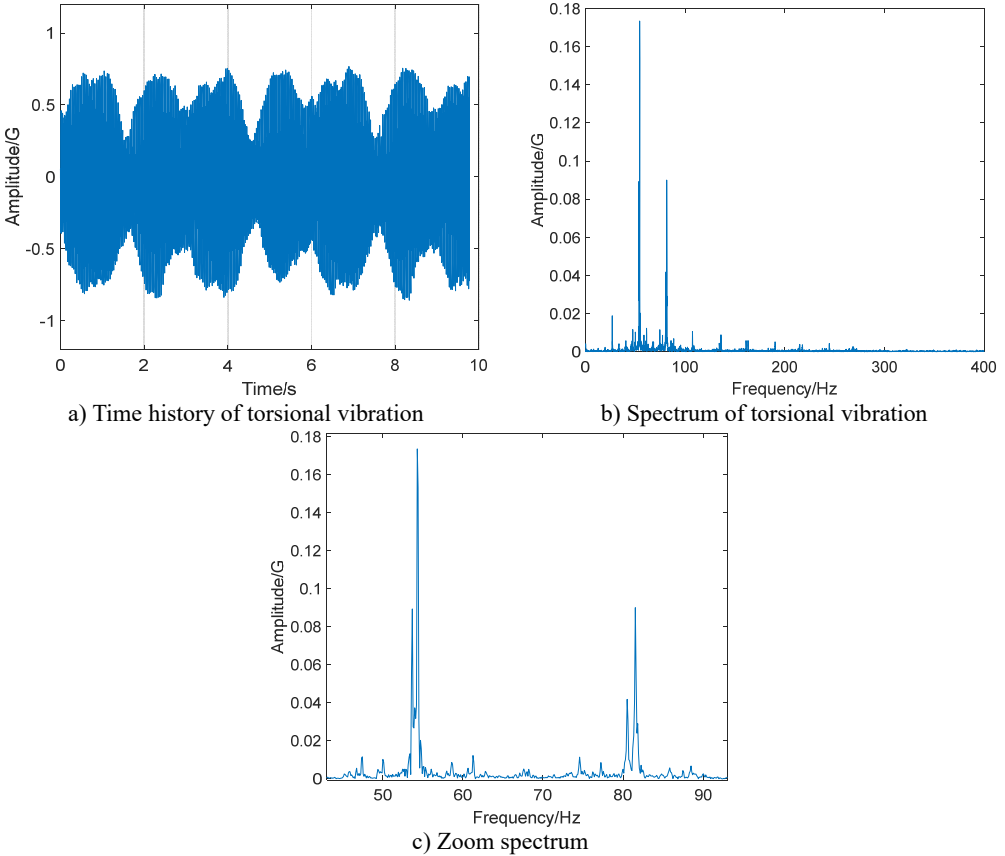 1
0.5
0
-0.5
-1
Amplitude/G
0 2 4 6 8 10
Time/s
a) Time history of torsional vibration
0.18
0.16
0.14
0.12
0.1
0.08
0.06
0.04
0.02
0
Amplitude/G
0 100 200 300 400
Frequency/Hz
b) Spectrum of torsional vibration
0.18
0.16
0.14
0.12
0.1
0.08
0.06
0.04
0.02
0
Amplitude/G
50 60 70 80 90
Frequency/Hz
c) Zoom spectrum